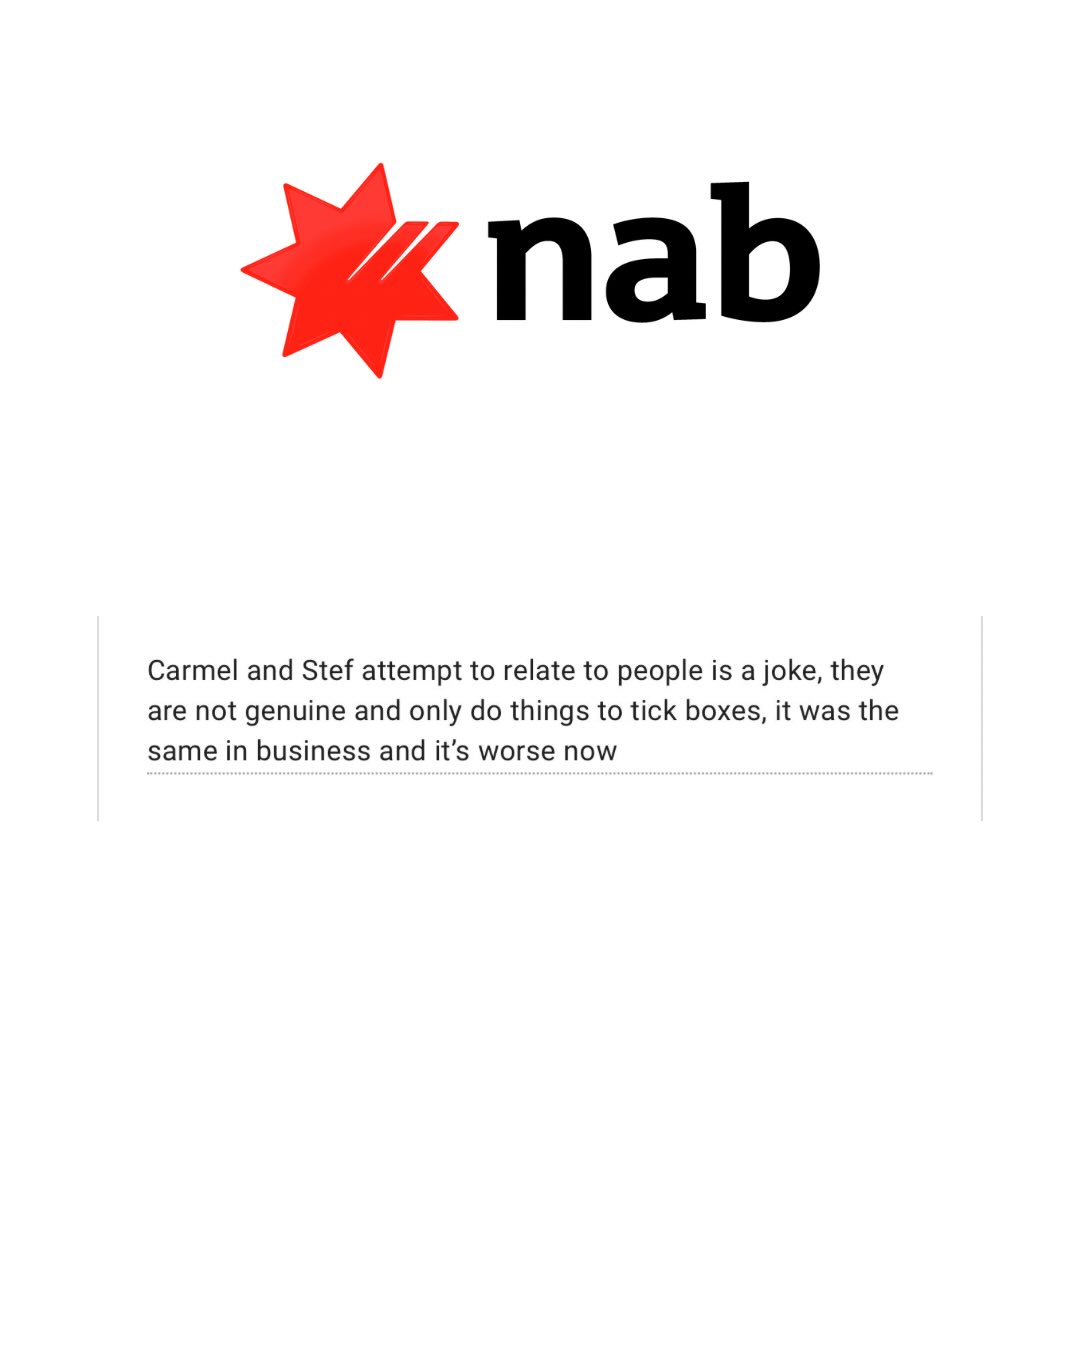 nab
Carmel and Stef attempt to relate to people is a joke, they
are not genuine and only do things to tick boxes, it was the
same in business and it’s worse now